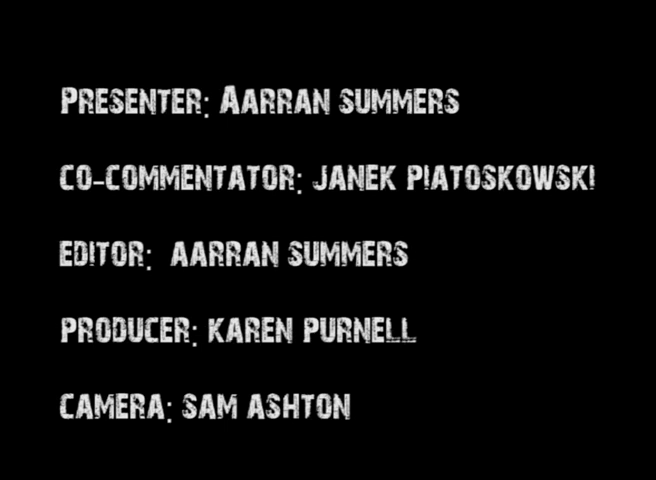 Presenter: Aarran summers
co-commentator: Janek Piatoskowski
editor: aarran summers
producer: karen purnell
camera: sam ashton